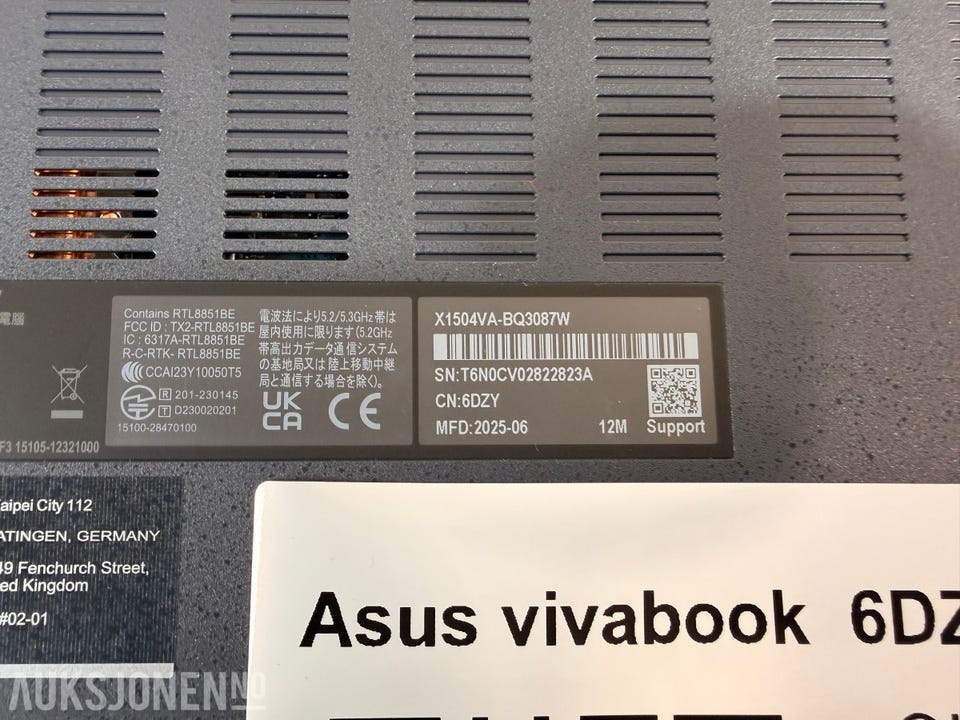 電腦
Contains RTL8851BE
FCC ID : TX2-RTL8851BE
IC : 6317A-RTL8851BE
R-C-RTK- RTL8851BE
CCAI23Y10050T5
R 201-230145
T D230020201
15100-28470100
電波法により5.2/5.3GHz帯は
屋内使用に限ります(5.2GHz
帯高出力データ通信システム
の基地局又は陸上移動中継
局と通信する場合を除く)。
UK
CA
CE
X1504VA-BQ3087W
SN:T6N0CV02822823A
CN:6DZY
MFD:2025-06
12M
Support
F3 15105-12321000
aipei City 112
ATINGEN, GERMANY
49 Fenchurch Street,
ed Kingdom
#02-01
Asus vivabook 6DZ
AUKSJONEN.NO